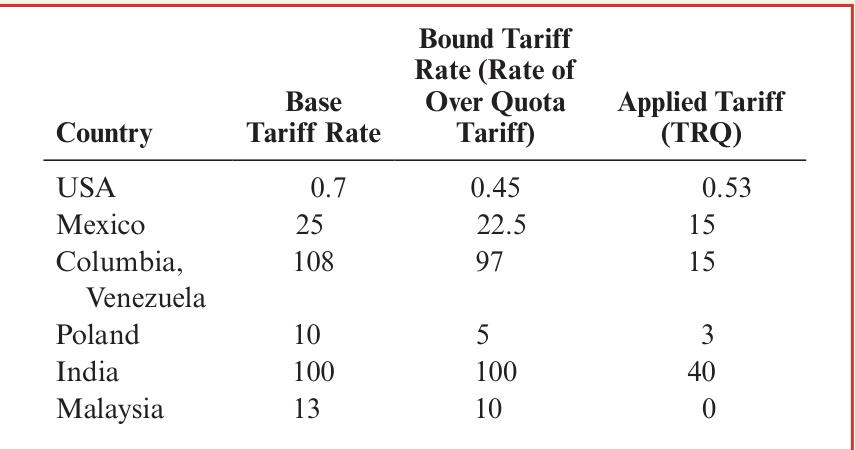 Bound Tariff
Rate (Rate of
Base Over Quota Applied Tariff
Country Tariff Rate Tariff) (TRQ)
USA 0.7 0.45 0.53
Mexico 25 22.5 15
Columbia, 108 97 15
Venezuela
Poland 10 5 3
India 100 100 40
Malaysia 13 10 0